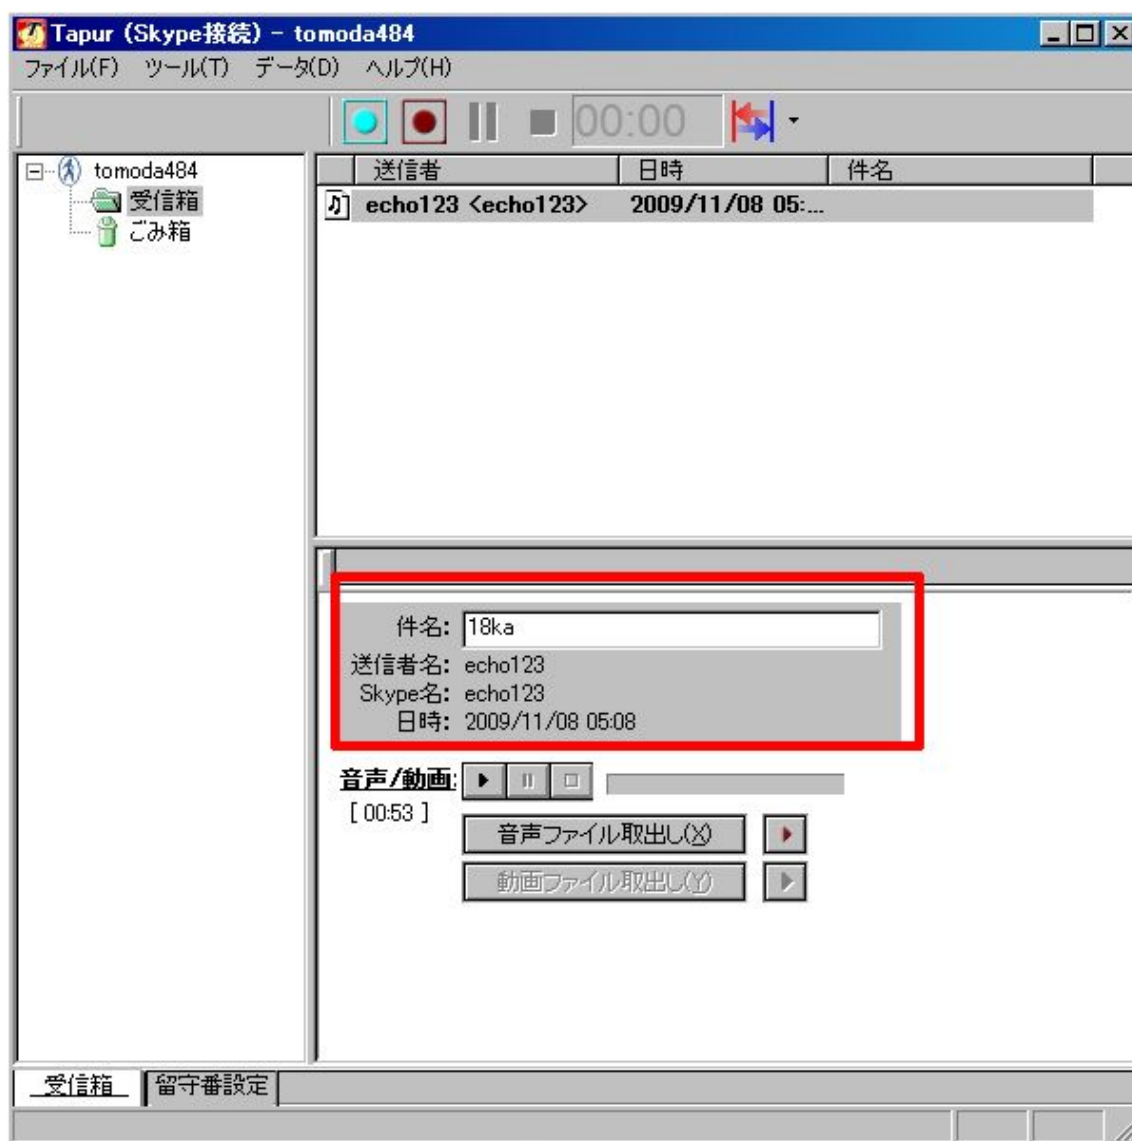 Tapur (Skype接続) - tomoda484
ファイル(F) ツール(T) データ(D) ヘルプ(H)
00:00
tomoda484
受信箱
ごみ箱
送信者 日時 件名
echo123 <echo123> 2009/11/08 05:...
件名: 18ka
送信者名: echo123
Skype名: echo123
日時: 2009/11/08 05:08
音声/動画:
[ 00:53 ]
音声ファイル取出し(X)
動画ファイル取出し(Y)
受信箱 留守番設定